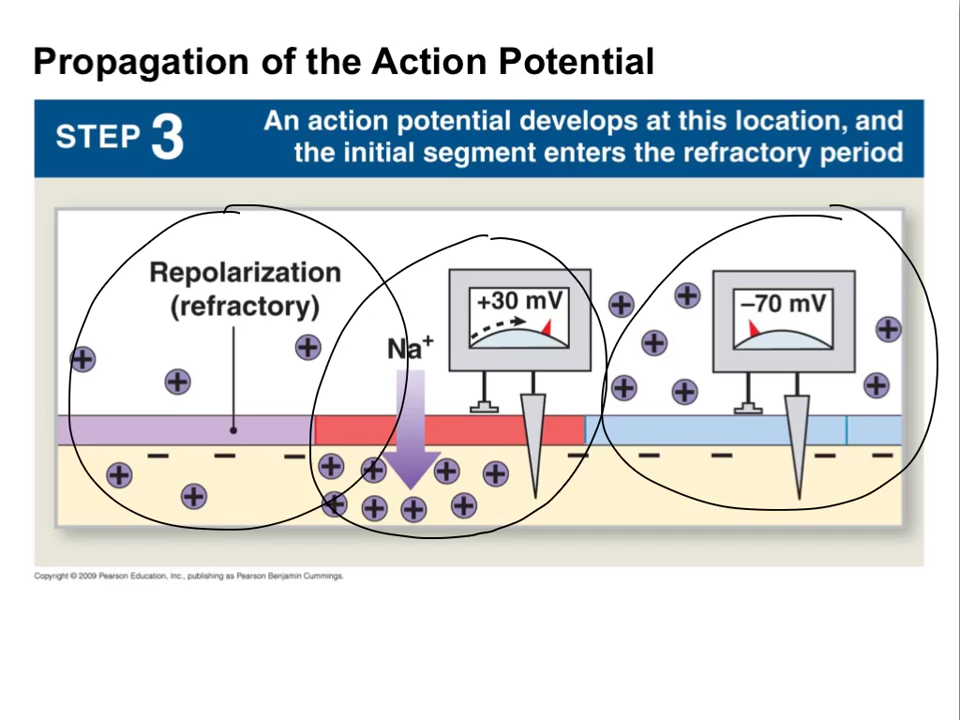 Propagation of the Action Potential
STEP 3
An action potential develops at this location, and
the initial segment enters the refractory period
Repolarization
(refractory)
Na⁺
+30 mV
–70 mV
Copyright © 2009 Pearson Education, Inc., publishing as Pearson Benjamin Cummings.